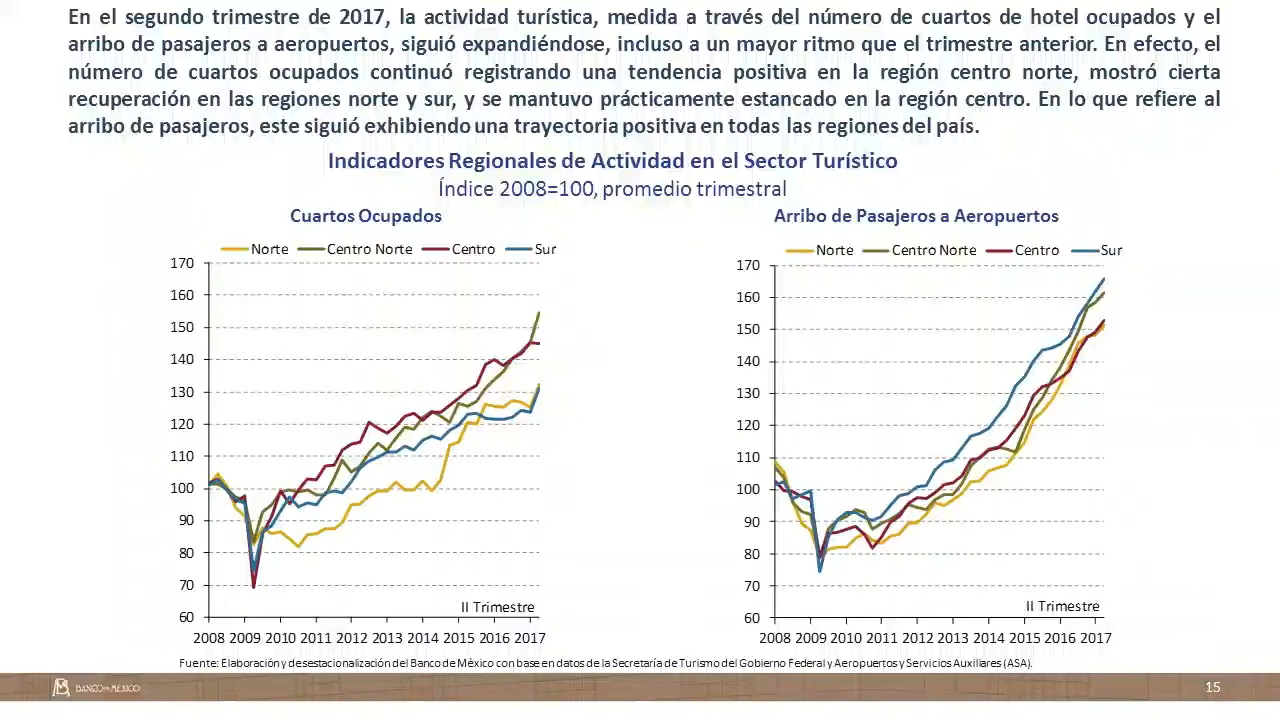 En el segundo trimestre de 2017, la actividad turística, medida a través del número de cuartos de hotel ocupados y el
arribo de pasajeros a aeropuertos, siguió expandiéndose, incluso a un mayor ritmo que el trimestre anterior. En efecto, el
número de cuartos ocupados continuó registrando una tendencia positiva en la región centro norte, mostró cierta
recuperación en las regiones norte y sur, y se mantuvo prácticamente estancado en la región centro. En lo que refiere al
arribo de pasajeros, este siguió exhibiendo una trayectoria positiva en todas las regiones del país.
Indicadores Regionales de Actividad en el Sector Turístico
Índice 2008=100, promedio trimestral
Cuartos Ocupados
Norte Centro Norte Centro Sur
170
160
150
140
130
120
110
100
90
80
70
60
II Trimestre
2008 2009 2010 2011 2012 2013 2014 2015 2016 2017
Arribo de Pasajeros a Aeropuertos
Norte Centro Norte Centro Sur
170
160
150
140
130
120
110
100
90
80
70
60
II Trimestre
2008 2009 2010 2011 2012 2013 2014 2015 2016 2017
Fuente: Elaboración y desestacionalización del Banco de México con base en datos de la Secretaría de Turismo del Gobierno Federal y Aeropuertos y Servicios Auxiliares (ASA).
BANCO DE MEXICO
15